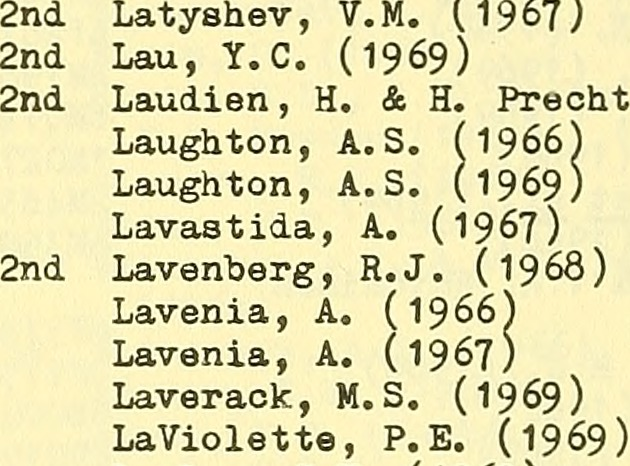 2nd Latyshev, V.M. (1967)
2nd Lau, Y.C. (1969)
2nd Laudien, H. & H. Precht
Laughton, A.S. (1966)
Laughton, A.S. (1969)
Lavastida, A. (1967)
2nd Lavenberg, R.J. (1968)
Lavenia, A. (1966)
Lavenia, A. (1967)
Laverack, M.S. (1969)
LaViolette, P.E. (1969)